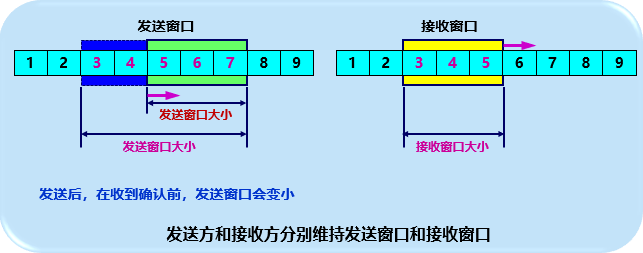 发送窗口
接收窗口
1 2 3 4 5 6 7 8 9
1 2 3 4 5 6 7 8 9
发送窗口大小
发送窗口大小
接收窗口大小
发送后，在收到确认前，发送窗口会变小
发送方和接收方分别维持发送窗口和接收窗口